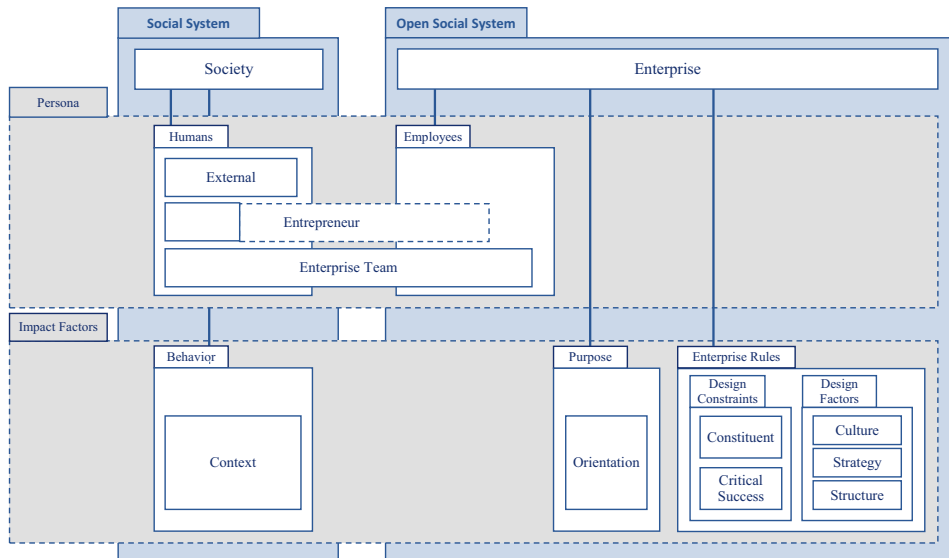 Social System
Open Social System
Society
Enterprise
Persona
Humans
Employees
External
Entrepreneur
Enterprise Team
Impact Factors
Behavior
Purpose
Enterprise Rules
Design
Constraints
Design
Factors
Context
Orientation
Constituent
Critical
Success
Culture
Strategy
Structure